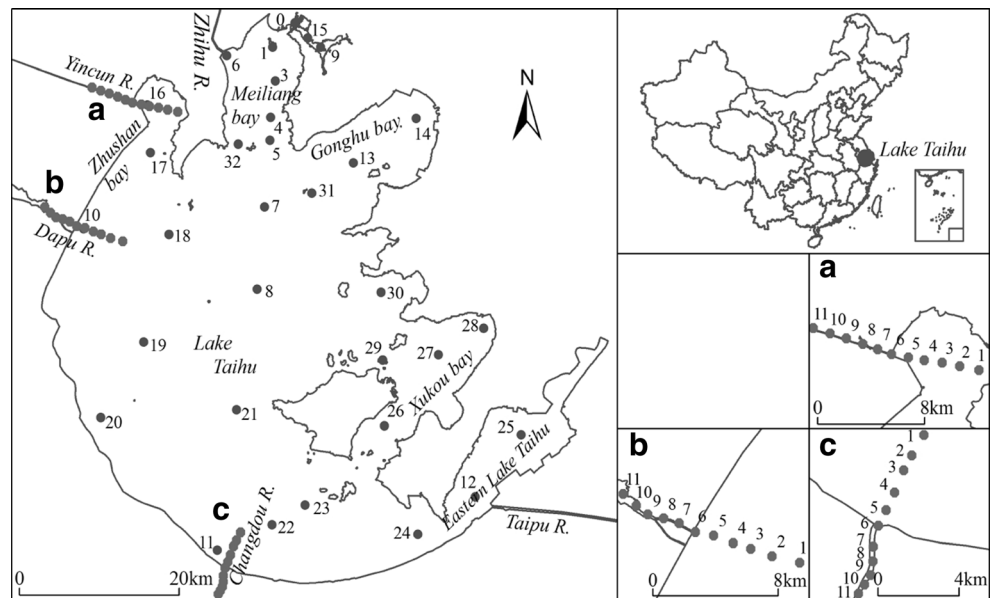 Zhihu R.
0
15
9
1
6
3
Yincun R.
16
a
Meiliang
bay
4
5
32
Gonghu bay
14
13
Zhushan
bay
17
31
b
10
Dapu R.
18
7
8
30
28
19
Lake
Taihu
29
27
Xukou bay
20
21
26
25
Eastern Lake Taihu
12
c
Changdou R.
23
22
11
24
Taipu R.
0
20km
N
Lake Taihu
a
11 10 9 8 7 6 5 4 3 2 1
0
8km
b
11 10 9 8 7 6 5 4 3 2 1
0
8km
c
1
2
3
4
5
6
7
8
9
10
11
0
4km